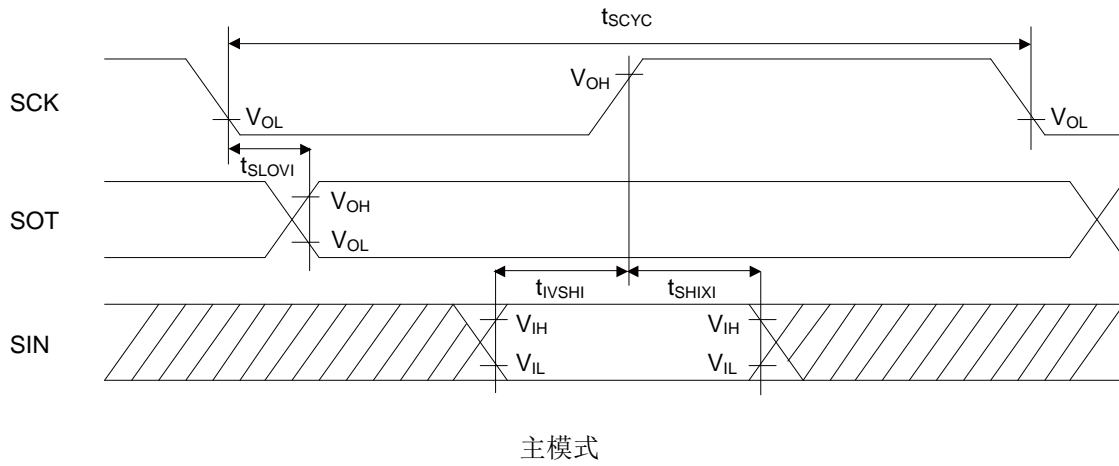 tSCYC
SCK
VOL
VOH
VOL
tSLOVI
SOT
VOH
VOL
tIVSHI
tSHIXI
SIN
VIH
VIH
VIL
VIL
主模式